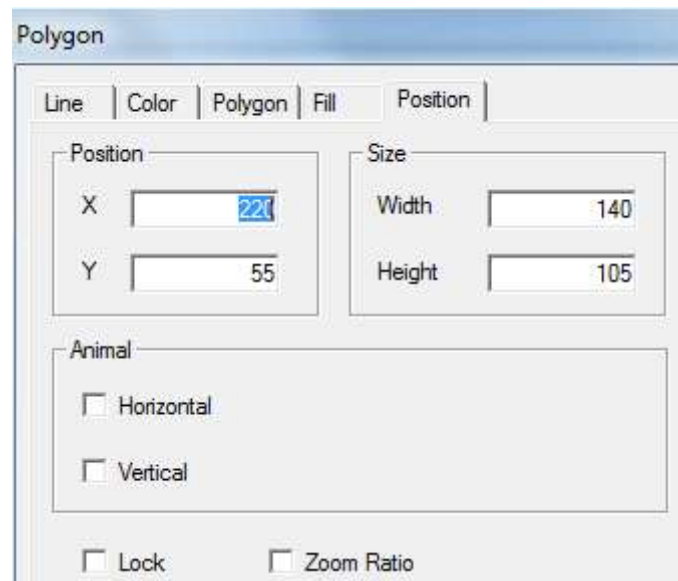 Polygon
Line Color Polygon Fill Position
Position
X 220
Y 55
Size
Width 140
Height 105
Animal
Horizontal
Vertical
Lock Zoom Ratio